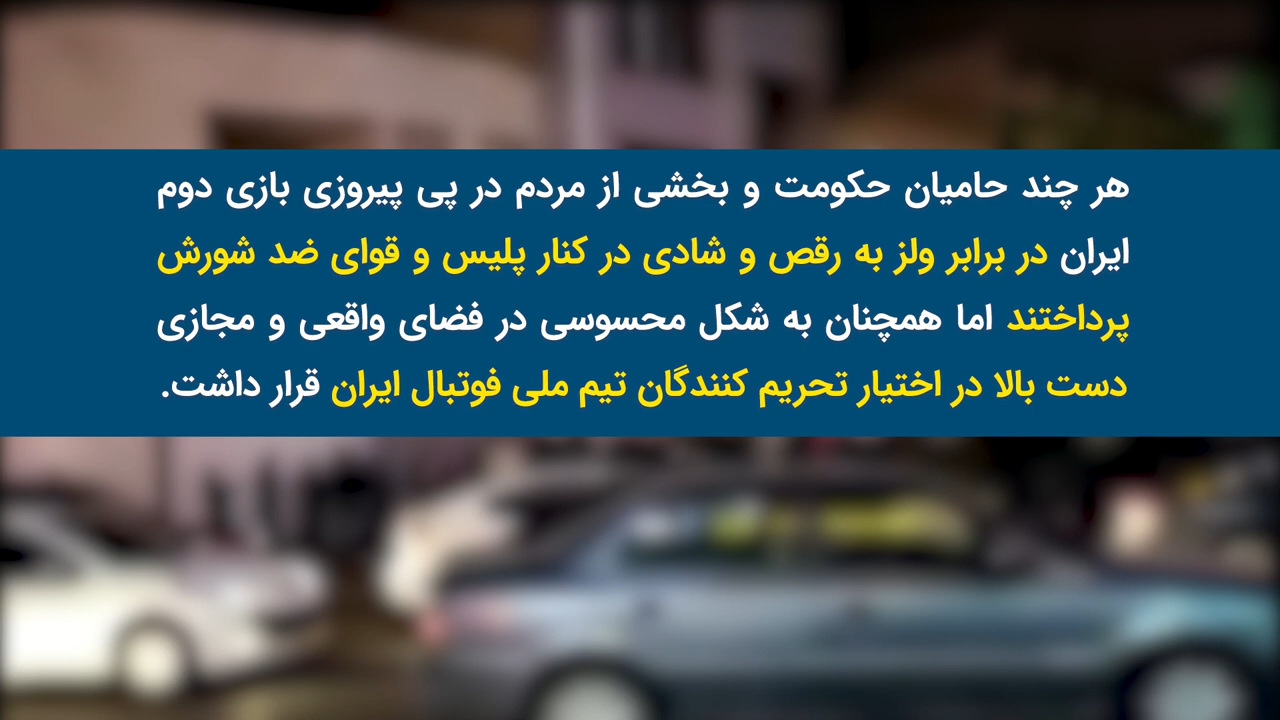 هر چند حامیان حکومت و بخشی از مردم در پی پیروزی بازی دوم
ایران در برابر ولز به رقص و شادی در کنار پلیس و قوای ضد شورش
پرداختند اما همچنان به شکل محسوسی در فضای واقعی و مجازی
دست بالا در اختیار تحریم کنندگان تیم ملی فوتبال ایران قرار داشت.